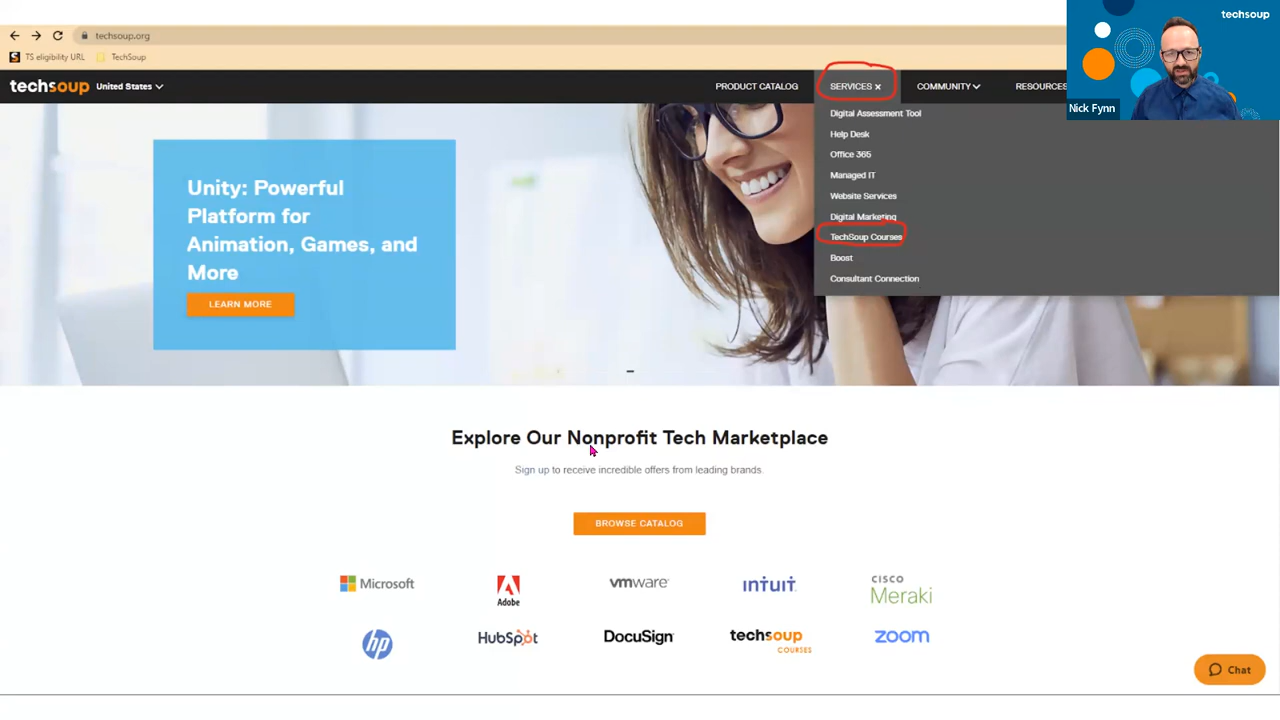 techsoup.org
TS eligibility URL
TechSoup
techsoup
United States
PRODUCT CATALOG
SERVICES
COMMUNITY
RESOURCES
techsoup
Nick Fynn
Digital Assessment Tool
Help Desk
Office 365
Managed IT
Website Services
Digital Marketing
TechSoup Courses
Boost
Consultant Connection
Unity: Powerful
Platform for
Animation, Games, and
More
LEARN MORE
Explore Our Nonprofit Tech Marketplace
Sign up to receive incredible offers from leading brands.
BROWSE CATALOG
Microsoft
Adobe
vmware
INTUIT
CISCO
Meraki
hp
HubSpot
DocuSign
techsoup
COURSES
zoom
Chat